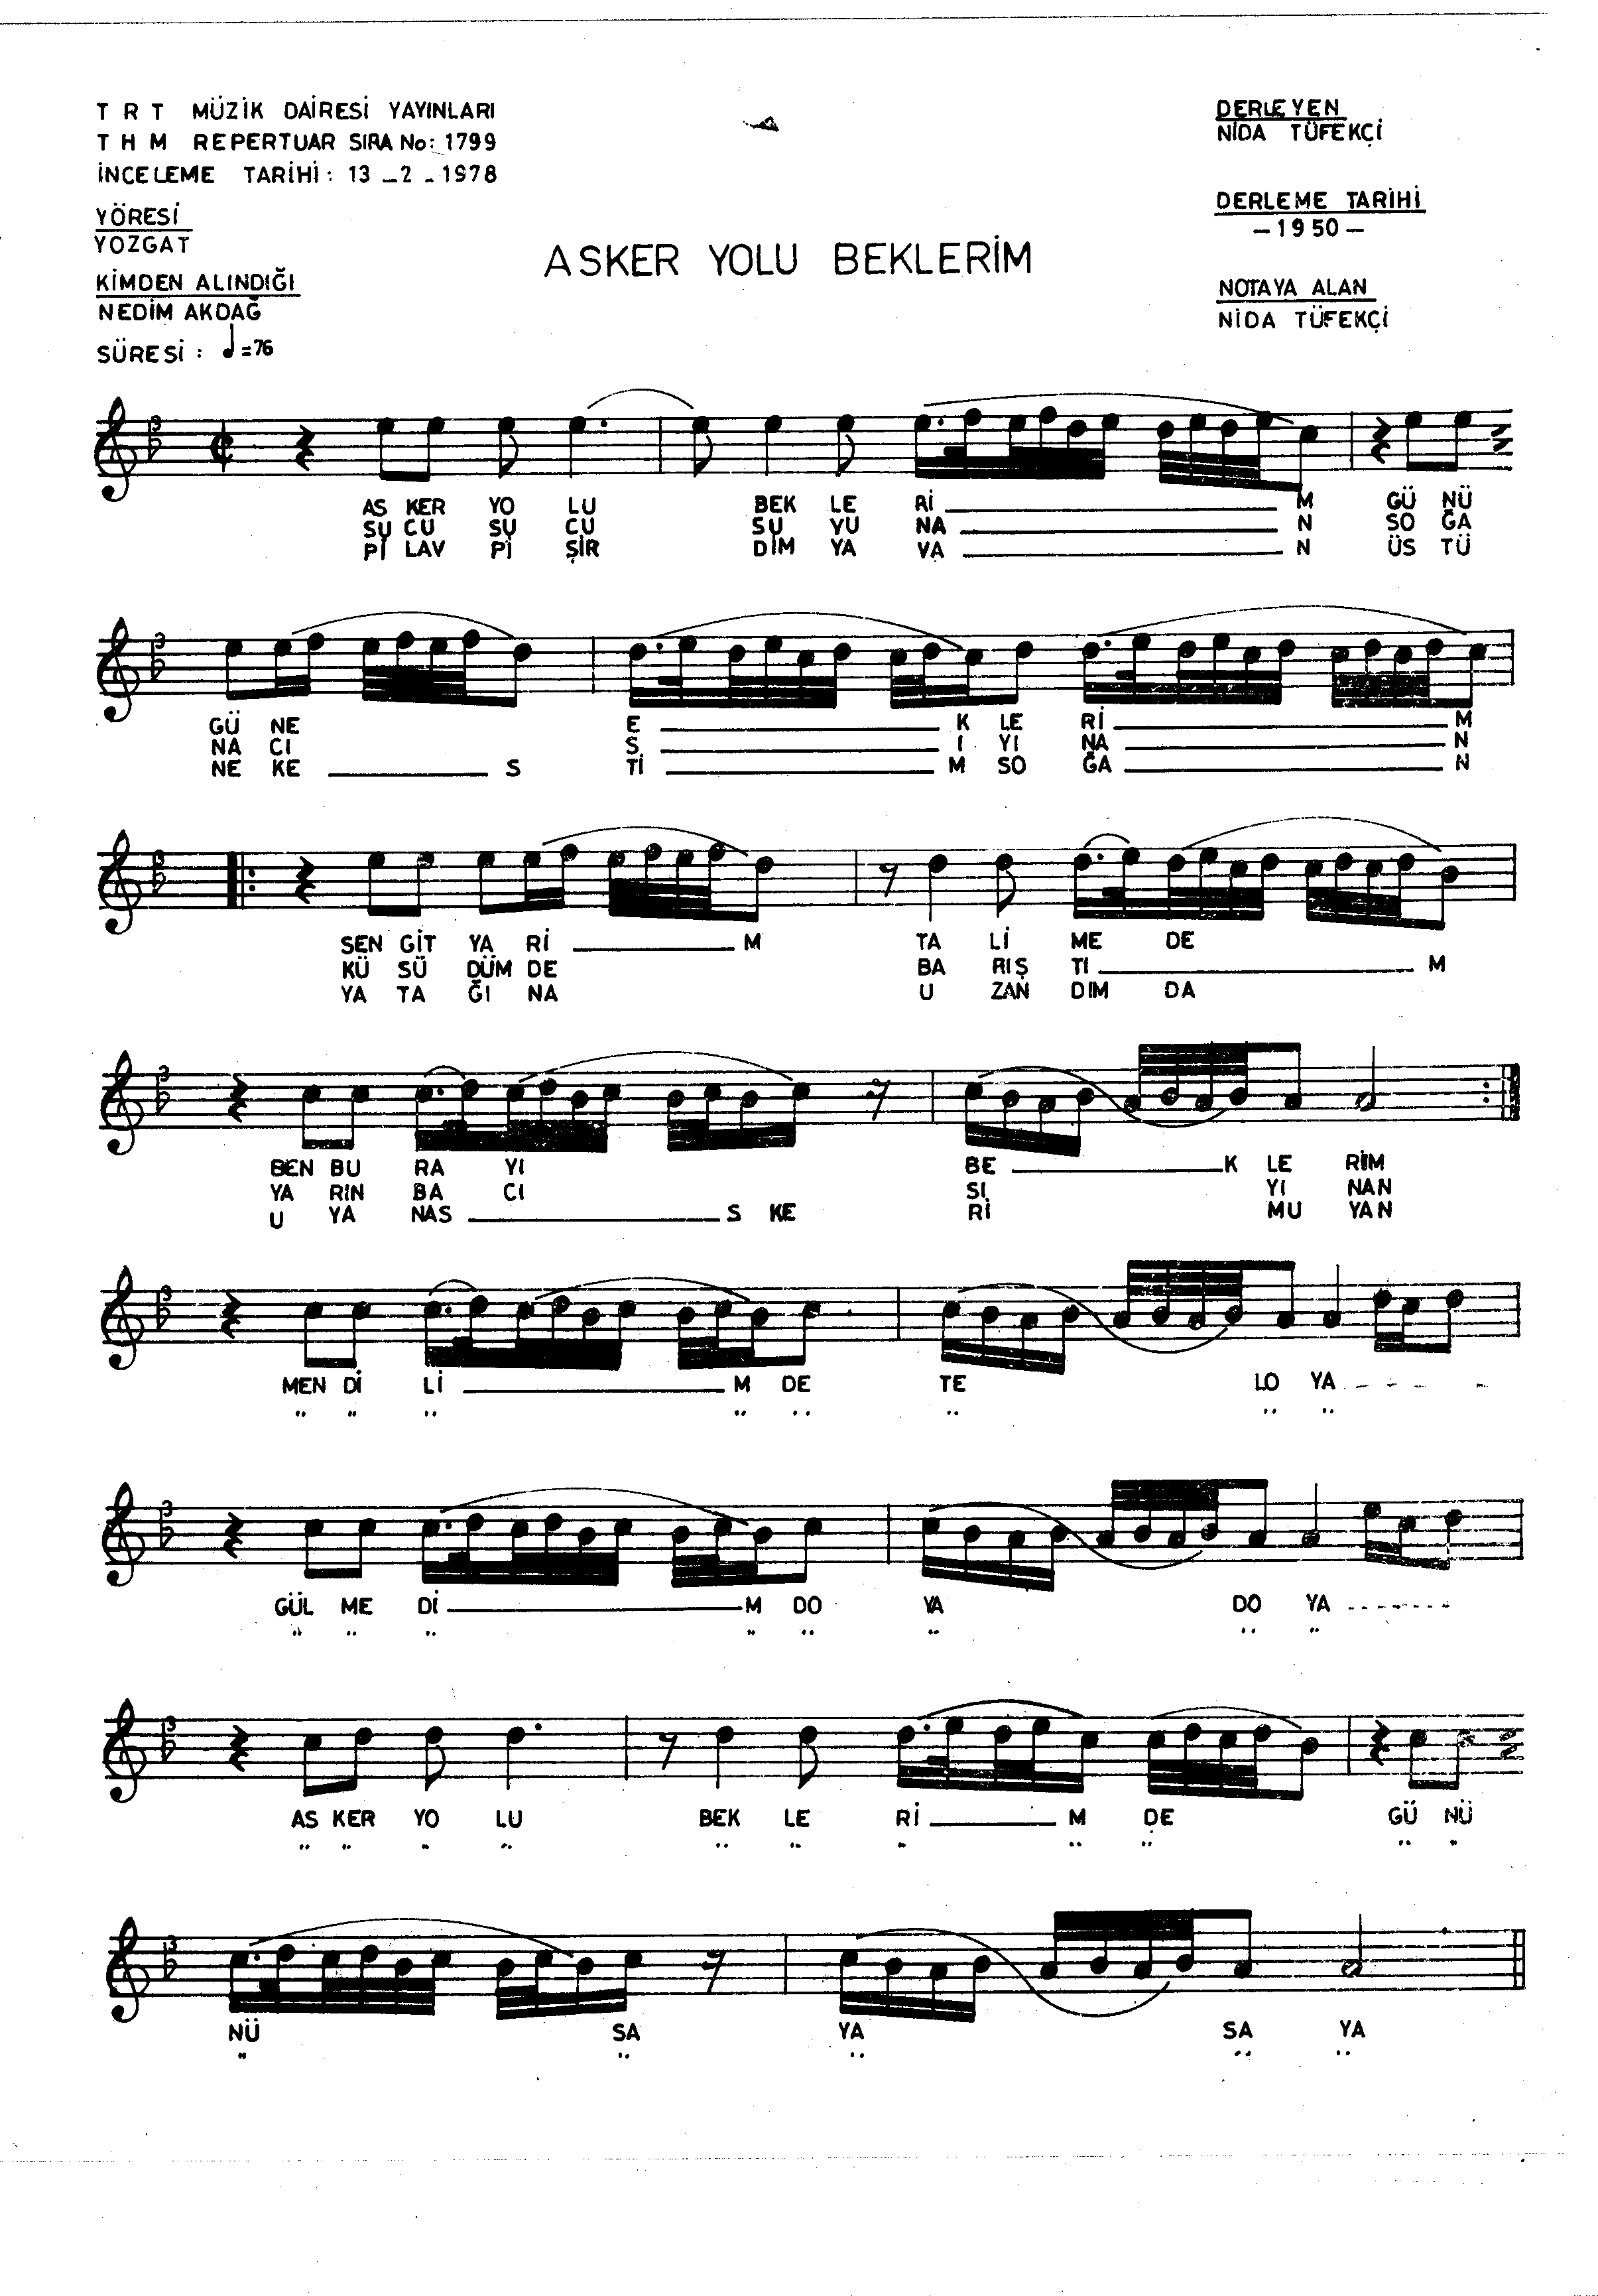 T R T MÜZİK DAİRESİ YAYINLARI
T H M REPERTUAR SIRA No: 1799
İNCELEME TARİHİ: 13 - 2 - 1978
YÖRESİ
YOZGAT
KİMDEN ALINDIĞI
NEDİM AKDAĞ
SÜRESİ : ♩=76
ASKER YOLU BEKLERİM
DERLEYEN
NİDA TÜFEKÇİ
DERLEME TARİHİ
-1950-
NOTAYA ALAN
NİDA TÜFEKÇİ
AS KER YO LU BEK LE Rİ M GÜ NÜ
SU CU SU CU SU YU NA N SO ĞA
Pİ LAV Pİ ŞİR DİM YA VA N ÜS TÜ
GÜ NE E K LE Rİ M
NA CI S I YI NA N
NE KE S Tİ M SO ĞA N
SEN GİT YA Rİ M TA Lİ ME DE
KÜ SÜ DÜM DE BA RIŞ TI M
YA TA ĞI NA U ZAN DIM DA
BEN BU RA YI BE K LE RİM
YA RIN BA CI SI YI NAN
U YA NAS S KE Rİ MU YAN
MEN Dİ Lİ M DE TE LO YA - - - -
" " " " " " " "
GÜL ME Dİ M DO YA DO YA - - - - - -
" " " " " " " "
AS KER YO LU BEK LE Rİ M DE GÜ NÜ
" " " " " " " " " " "
NÜ SA YA SA YA
" " " " "